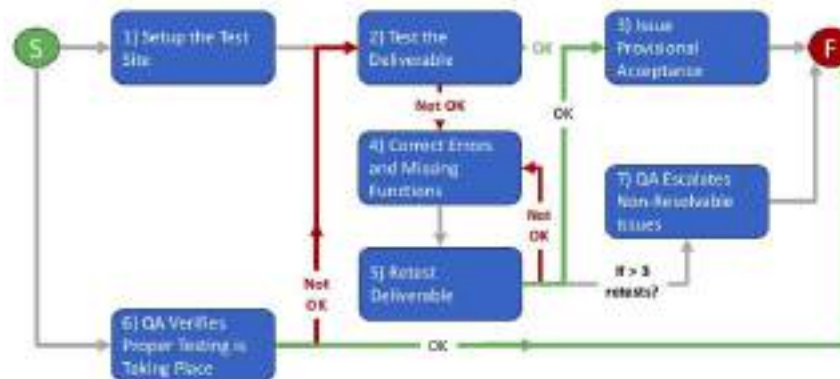 S
1) Setup the Test
Site
2) Test the
Deliverable
OK
3) Issue
Provisional
Acceptance
F
Not OK
OK
4) Correct Errors
and Missing
Functions
Not
OK
7) QA Escalates
Non-Resolvable
Issues
5) Retest
Deliverable
If > 3
retests?
Not
OK
6) QA Verifies
Proper Testing is
Taking Place
OK